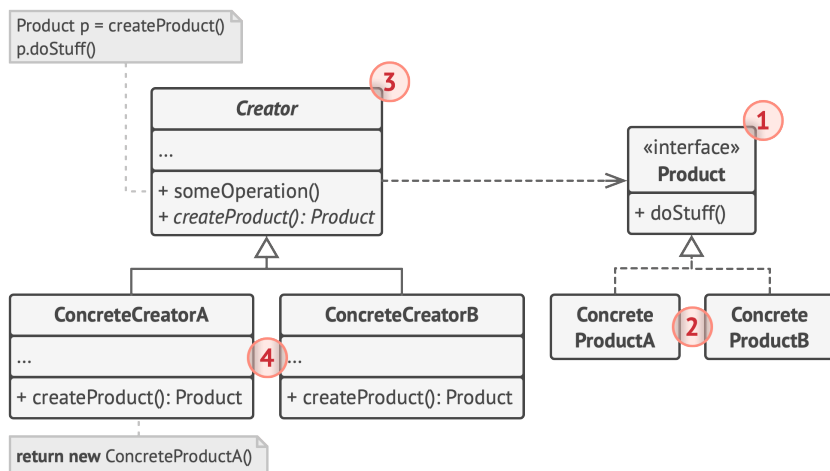 Product p = createProduct()
p.doStuff()
3
Creator
...
+ someOperation()
+ createProduct(): Product
1
«interface»
Product
+ doStuff()
ConcreteCreatorA
...
+ createProduct(): Product
4
ConcreteCreatorB
...
+ createProduct(): Product
Concrete
ProductA
2
Concrete
ProductB
return new ConcreteProductA()